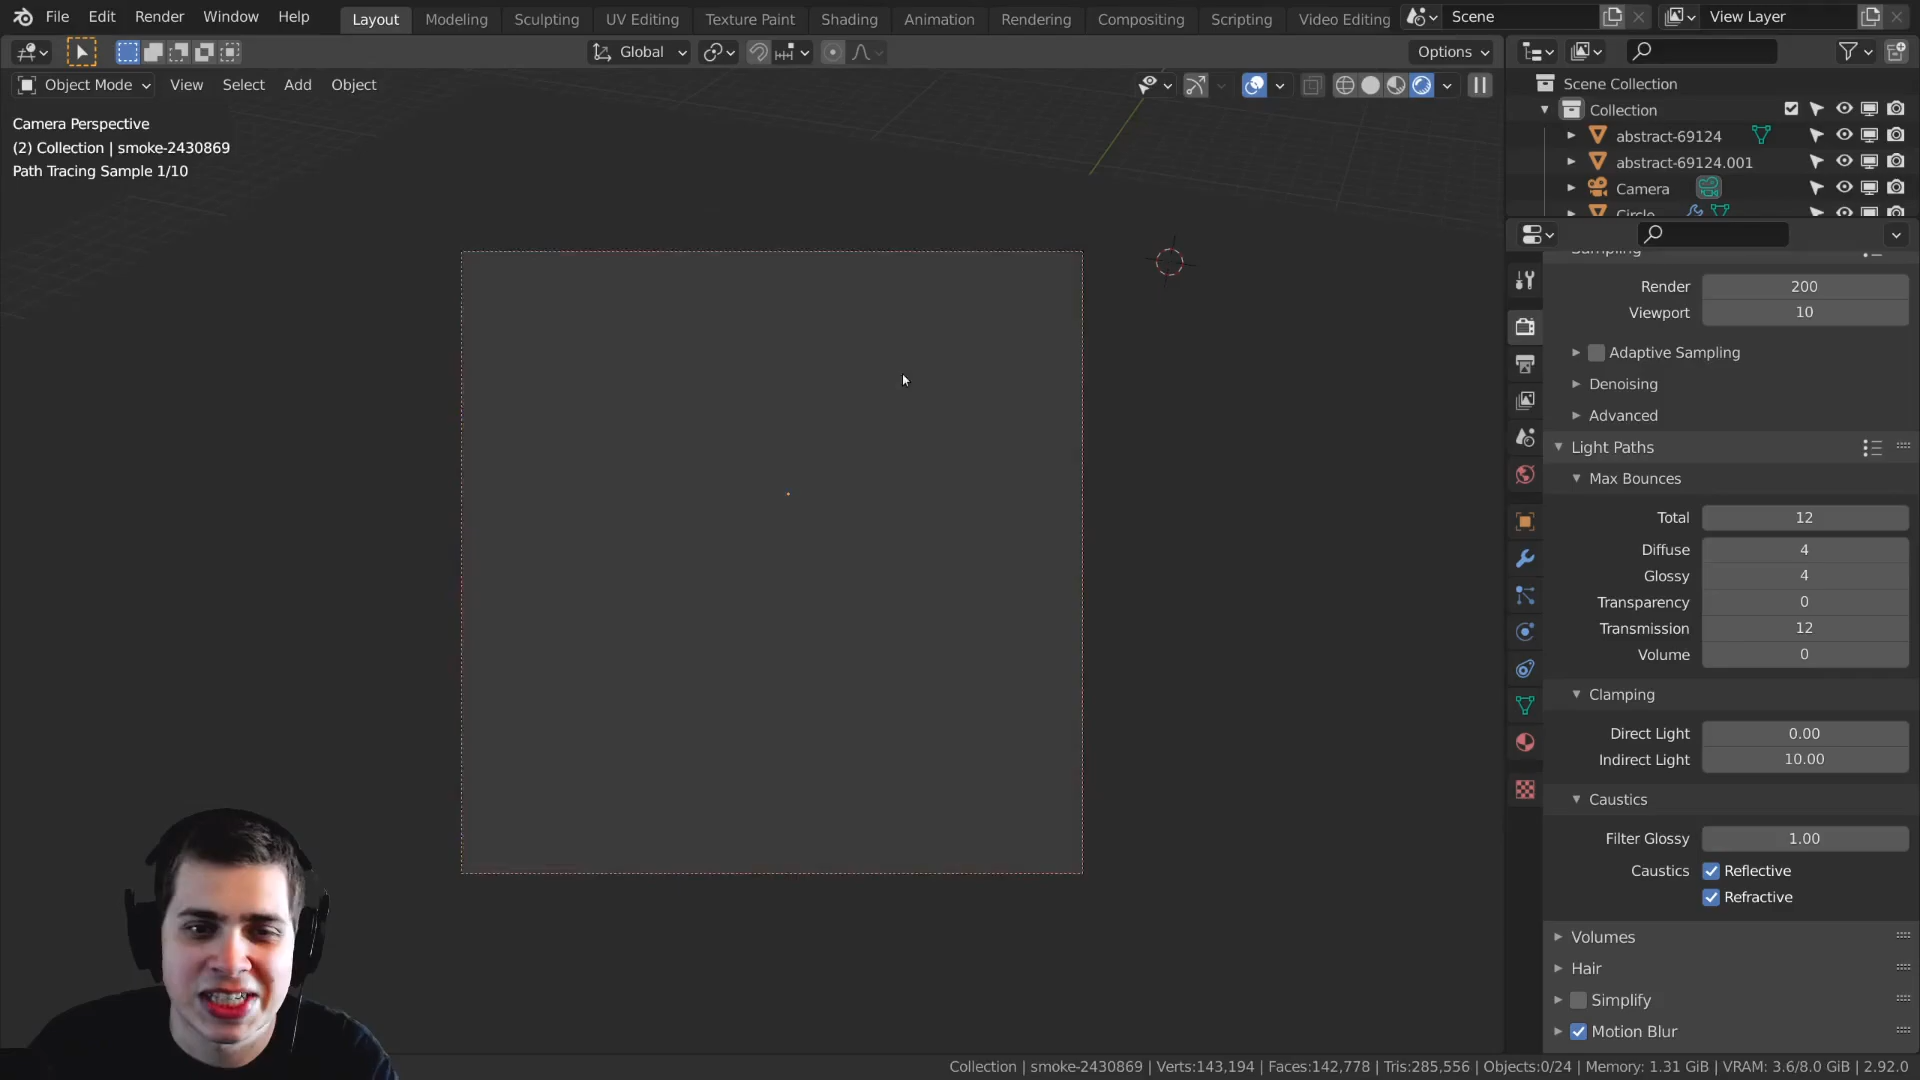 File Edit Render Window Help
Layout Modeling Sculpting UV Editing Texture Paint Shading Animation Rendering Compositing Scripting Video Editing
Scene
View Layer
Global
Options
Object Mode View Select Add Object
Camera Perspective
(2) Collection | smoke-2430869
Path Tracing Sample 1/10
Scene Collection
Collection
abstract-69124
abstract-69124.001
Camera
Circle
Sampling
Render 200
Viewport 10
Adaptive Sampling
Denoising
Advanced
Light Paths
Max Bounces
Total 12
Diffuse 4
Glossy 4
Transparency 0
Transmission 12
Volume 0
Clamping
Direct Light 0.00
Indirect Light 10.00
Caustics
Filter Glossy 1.00
Caustics Reflective
Refractive
Volumes
Hair
Simplify
Motion Blur
Collection | smoke-2430869 | Verts:143,194 | Faces:142,778 | Tris:285,556 | Objects:0/24 | Memory: 1.31 GiB | VRAM: 3.6/8.0 GiB | 2.92.0